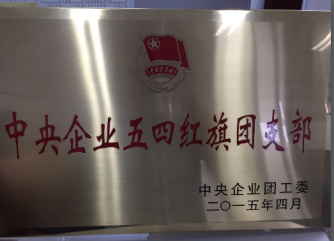 中央企业五四红旗团支部
中央企业团工委
二〇一五年四月